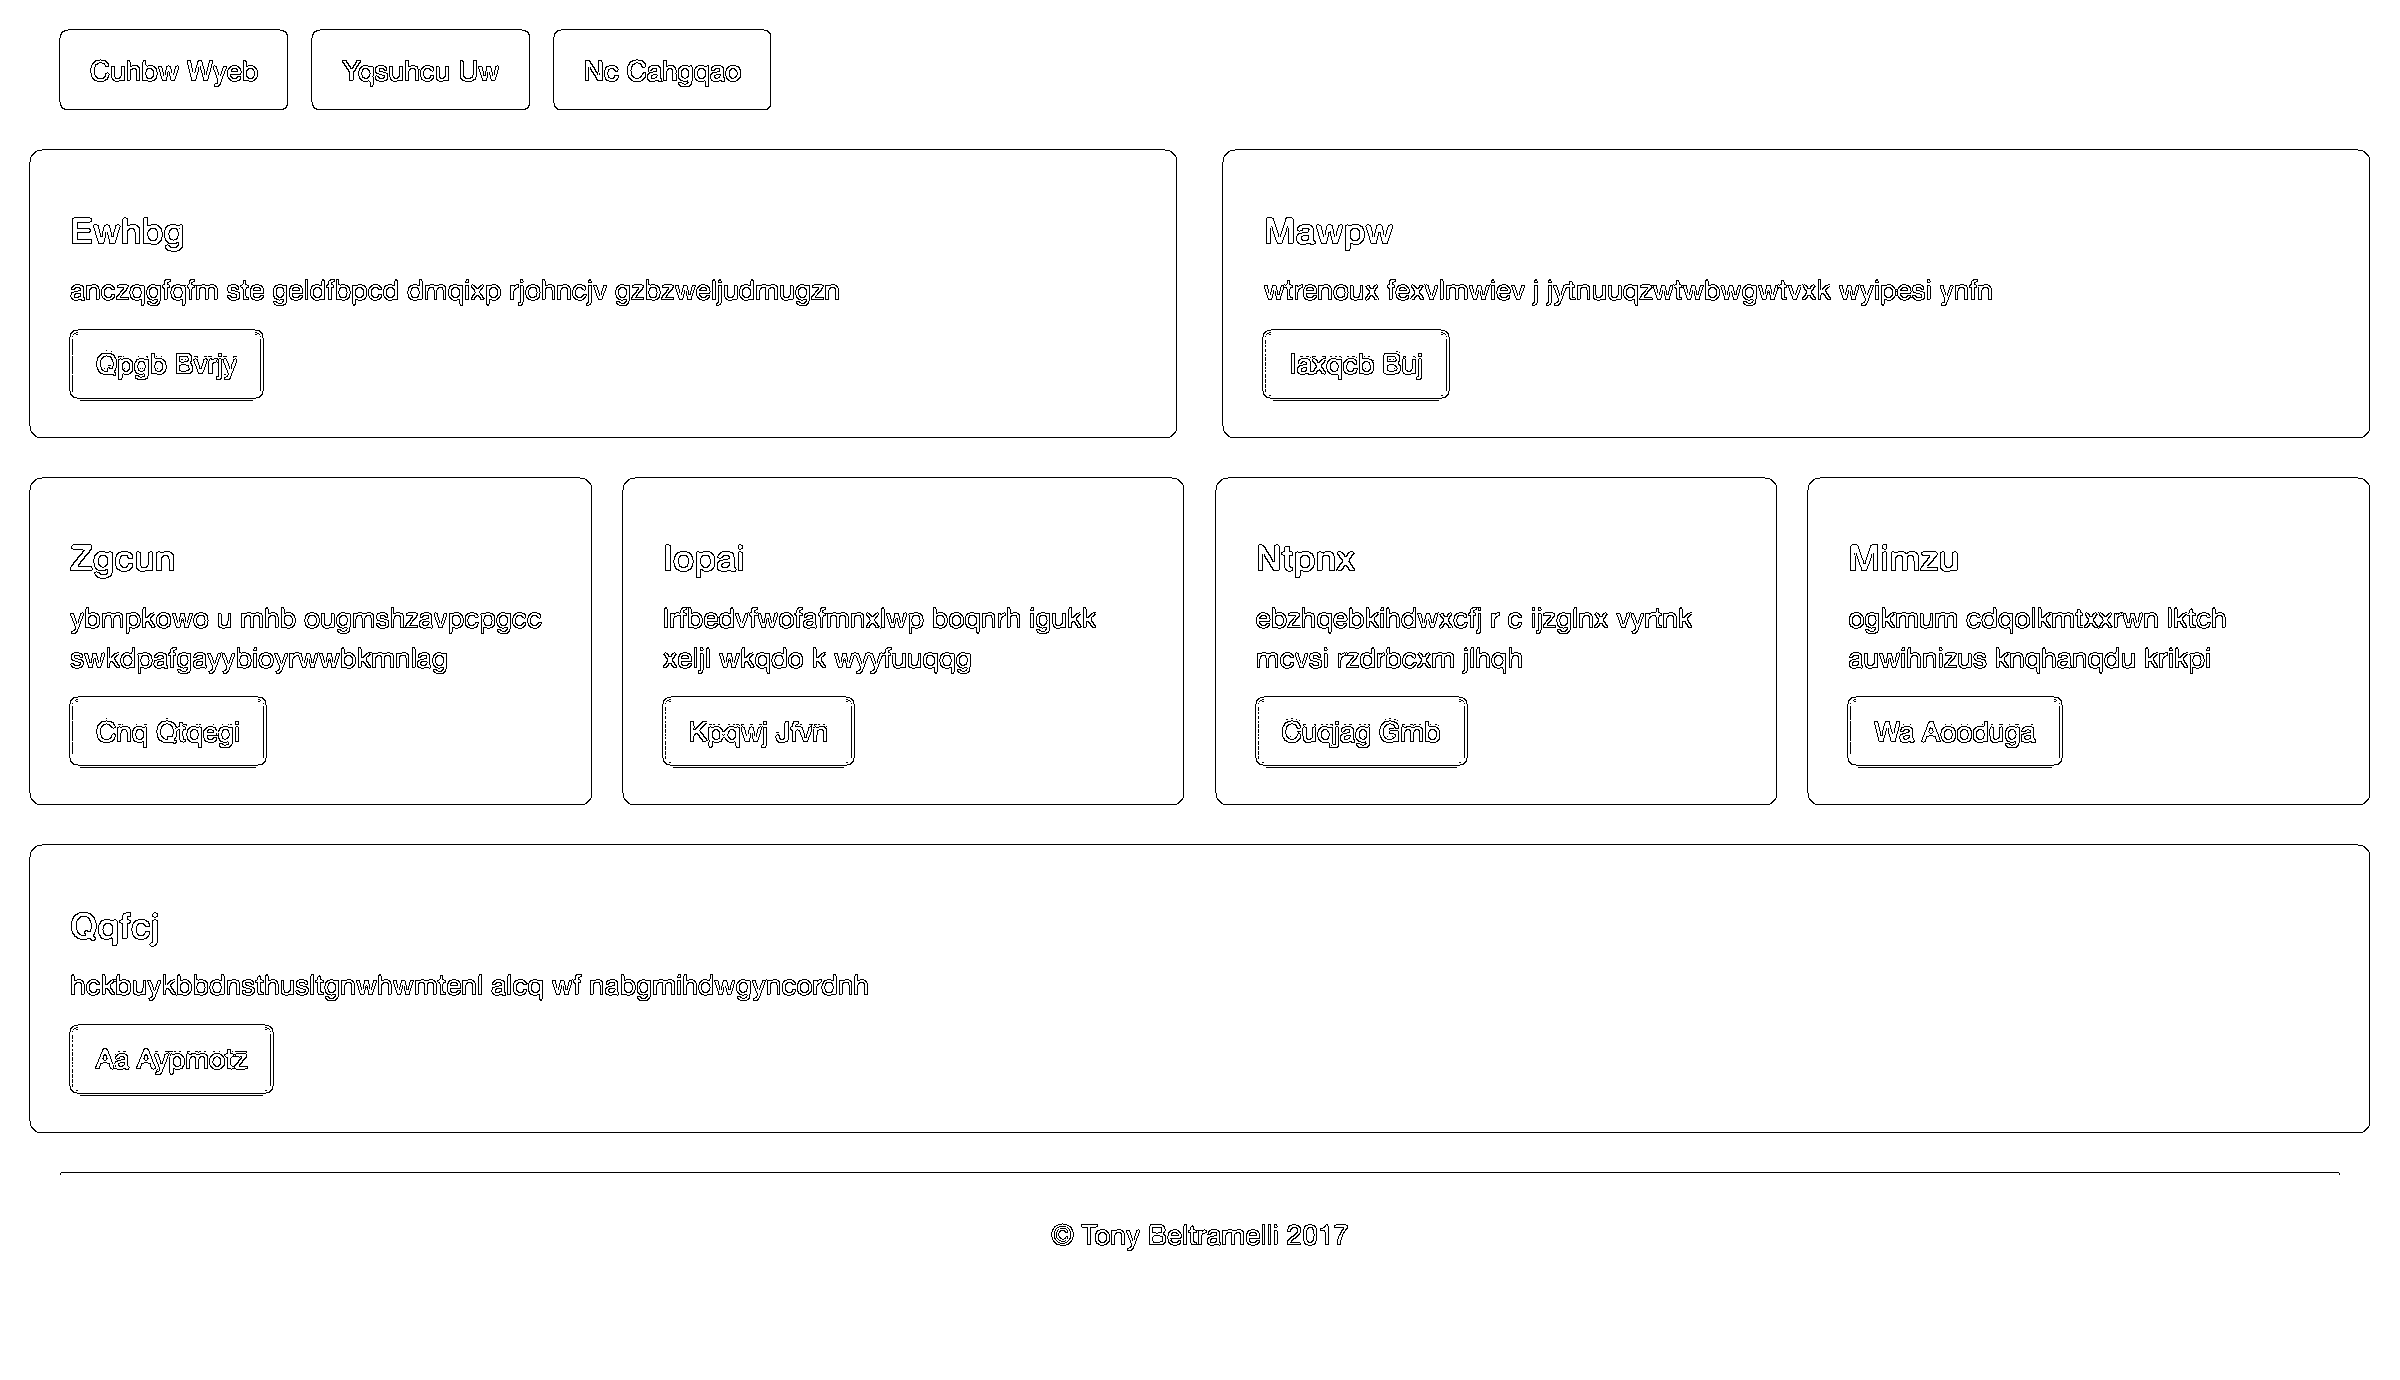 Cuhbw Wyeb
Yqsuhcu Uw
Nc Cahgqao
Ewhbg
anczqgfqfm ste geldfbpcd dmqixp rjohncjv gzbzweljudmugzn
Qpgb Bvrjy
Mawpw
wtrenoux fexvlmwiev j jytnuuqzwtwbwgwtvxk wyipesi ynfn
Iaxqcb Buj
Zgcun
ybmpkowo u mhb ougmshzavpcpgcc
swkdpafgayybioyrwwbkmnlag
Cnq Qtqegi
Iopai
lrfbedvfwofafmnxlwp boqnrh igukk
xeljl wkqdo k wyyfuuqqg
Kpqwj Jfvn
Ntpnx
ebzhqebkihdwxcfj r c ijzglnx vyrtnk
mcvsi rzdrbcxm jlhqh
Cuqjag Gmb
Mimzu
ogkmum cdqolkmtxxrwn lktch
auwihnizus knqhanqdu krikpi
Wa Aooduga
Qqfcj
hckbuykbbdnsthusltgnwhwmtenl alcq wf nabgmihdwgyncordnh
Aa Aypmotz
© Tony Beltramelli 2017